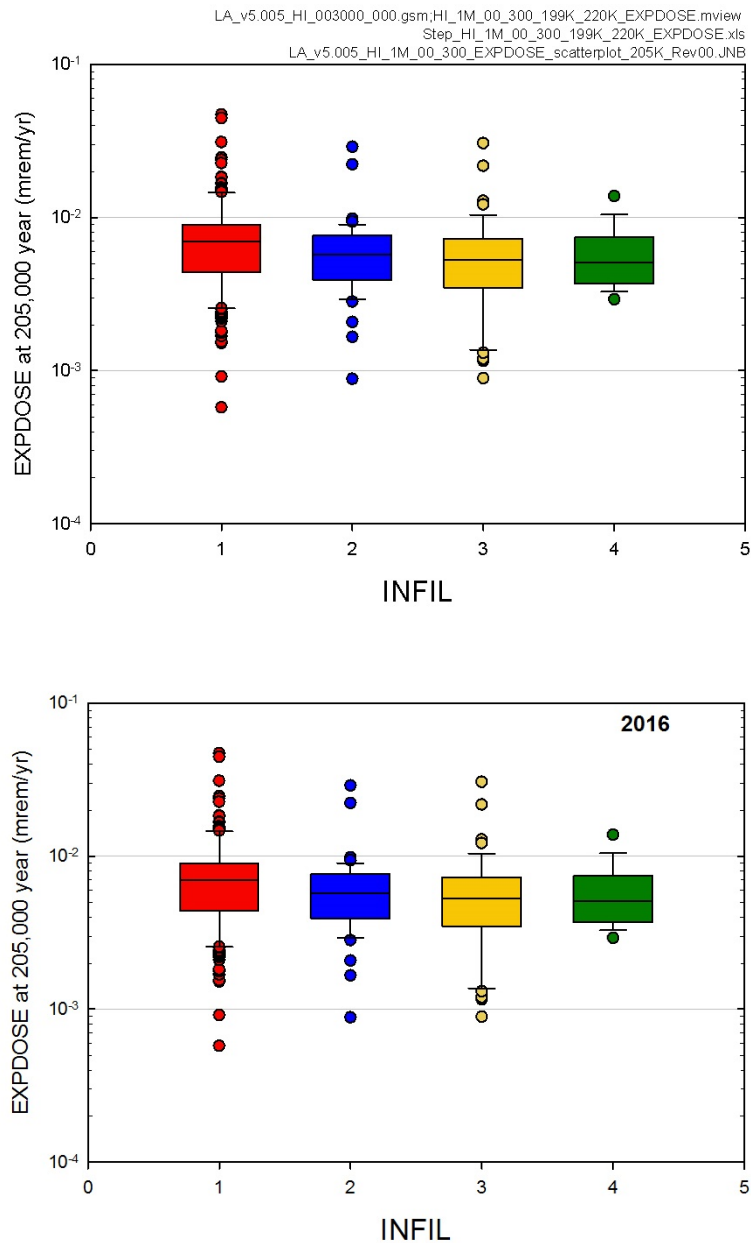 LA_v5.005_HI_003000_000.gsm;HI_1M_00_300_199K_220K_EXPDOSE.mview
Step_HI_1M_00_300_199K_220K_EXPDOSE.xls
LA_v5.005_HI_1M_00_300_EXPDOSE_scatterplot_205K_Rev00.JNB
EXPDOSE at 205,000 year (mrem/yr)
10-1
10-2
10-3
10-4
0 1 2 3 4 5
INFIL
2016
EXPDOSE at 205,000 year (mrem/yr)
10-1
10-2
10-3
10-4
0 1 2 3 4 5
INFIL